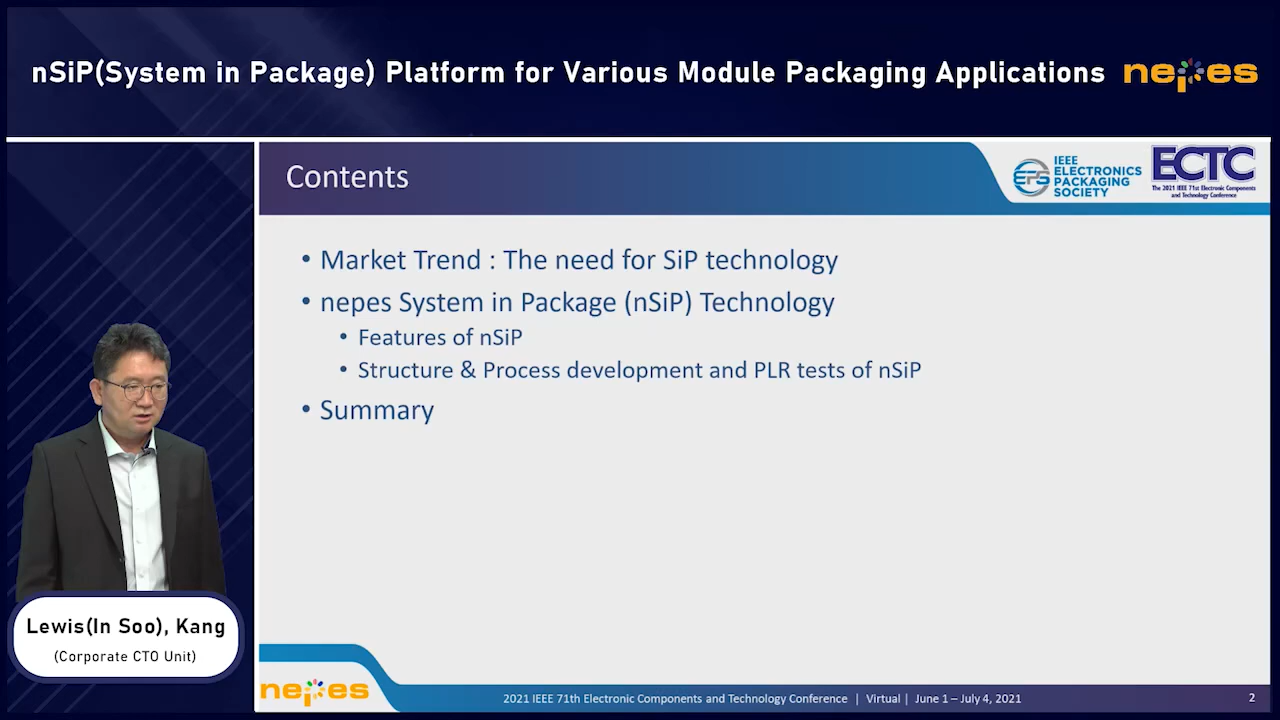 nSiP(System in Package) Platform for Various Module Packaging Applications nepes
Contents
EPS
IEEE
ELECTRONICS
PACKAGING
SOCIETY
ECTC
The 2021 IEEE 71st Electronic Components
and Technology Conference
• Market Trend : The need for SiP technology
• nepes System in Package (nSiP) Technology
• Features of nSiP
• Structure & Process development and PLR tests of nSiP
• Summary
Lewis(In Soo), Kang
(Corporate CTO Unit)
nepes
2021 IEEE 71st Electronic Components and Technology Conference | Virtual | June 1 – July 4, 2021
2